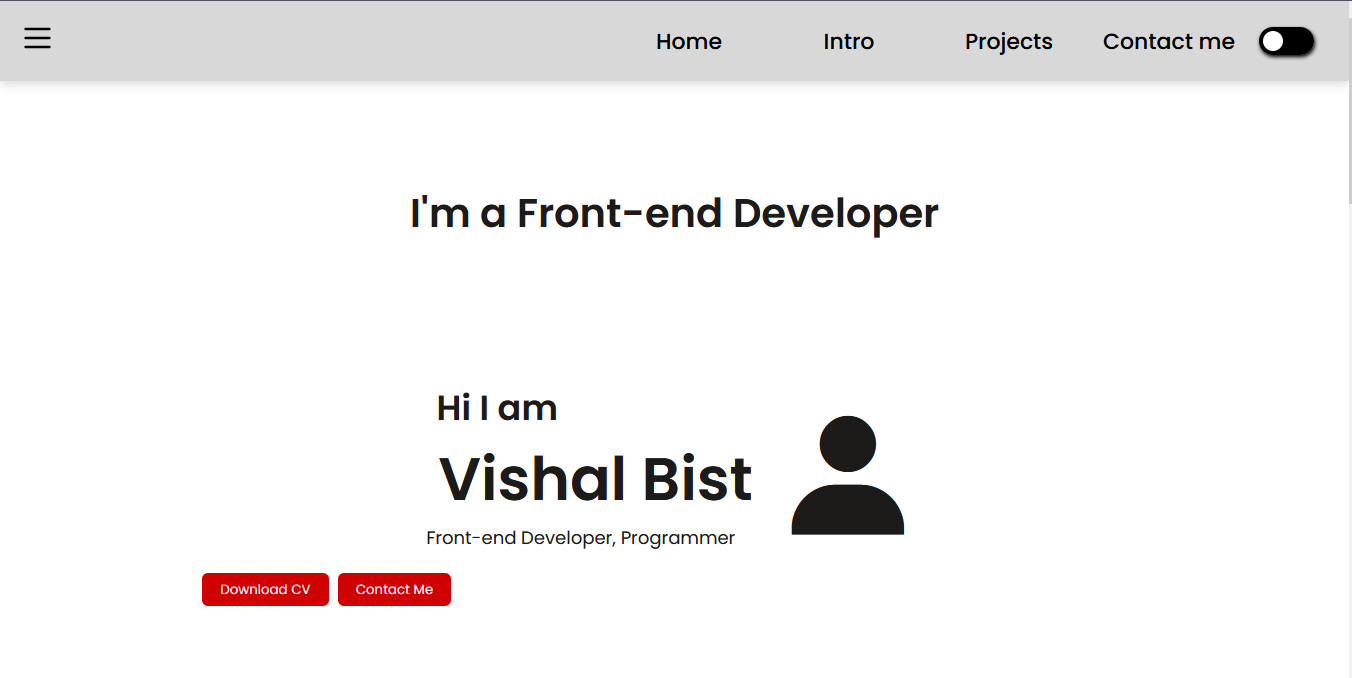 Home Intro Projects Contact me
I'm a Front-end Developer
Hi I am
Vishal Bist
Front-end Developer, Programmer
Download CV Contact Me